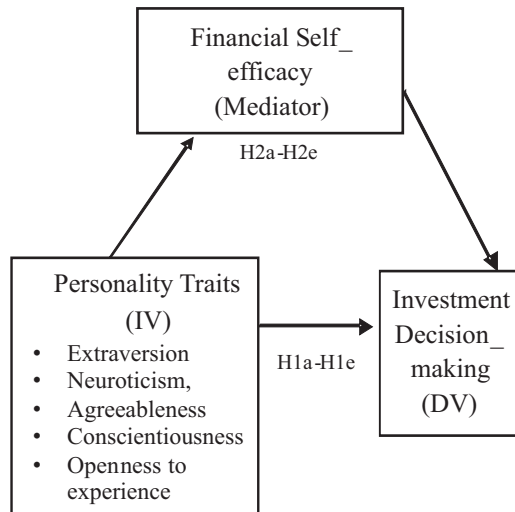 Financial Self_
efficacy
(Mediator)
H2a-H2e
Personality Traits
(IV)
• Extraversion
• Neuroticism,
• Agreeableness
• Conscientiousness
• Openness to
experience
H1a-H1e
Investment
Decision_
making
(DV)